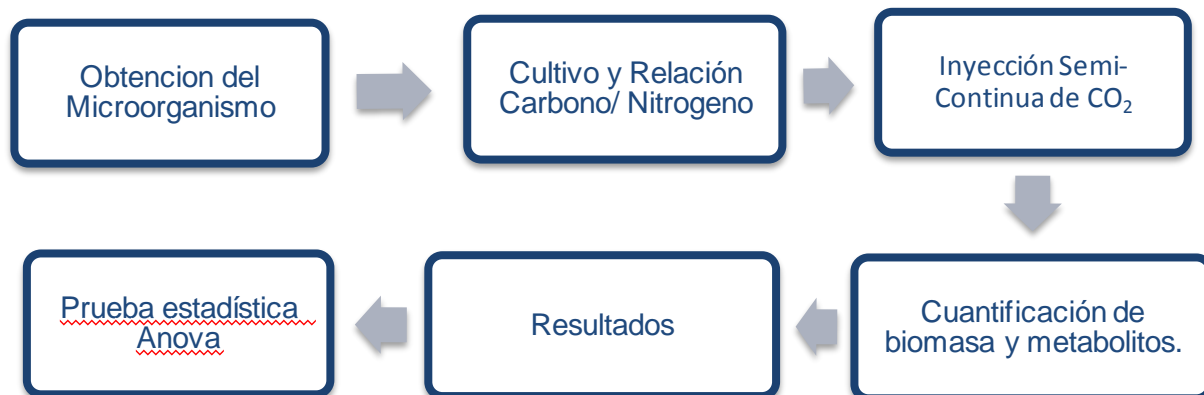 Obtencion del
Microorganismo
Cultivo y Relación
Carbono/ Nitrogeno
Inyección Semi-
Continua de CO₂
Prueba estadística
Anova
Resultados
Cuantificación de
biomasa y metabolitos.